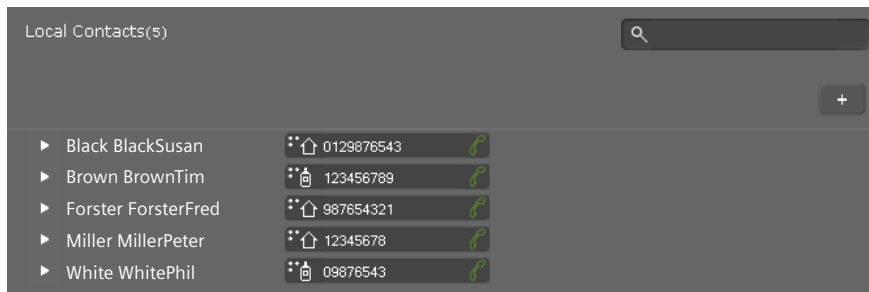 Local Contacts(5)
+
Black BlackSusan 0129876543
Brown BrownTim 123456789
Forster ForsterFred 987654321
Miller MillerPeter 12345678
White WhitePhil 09876543